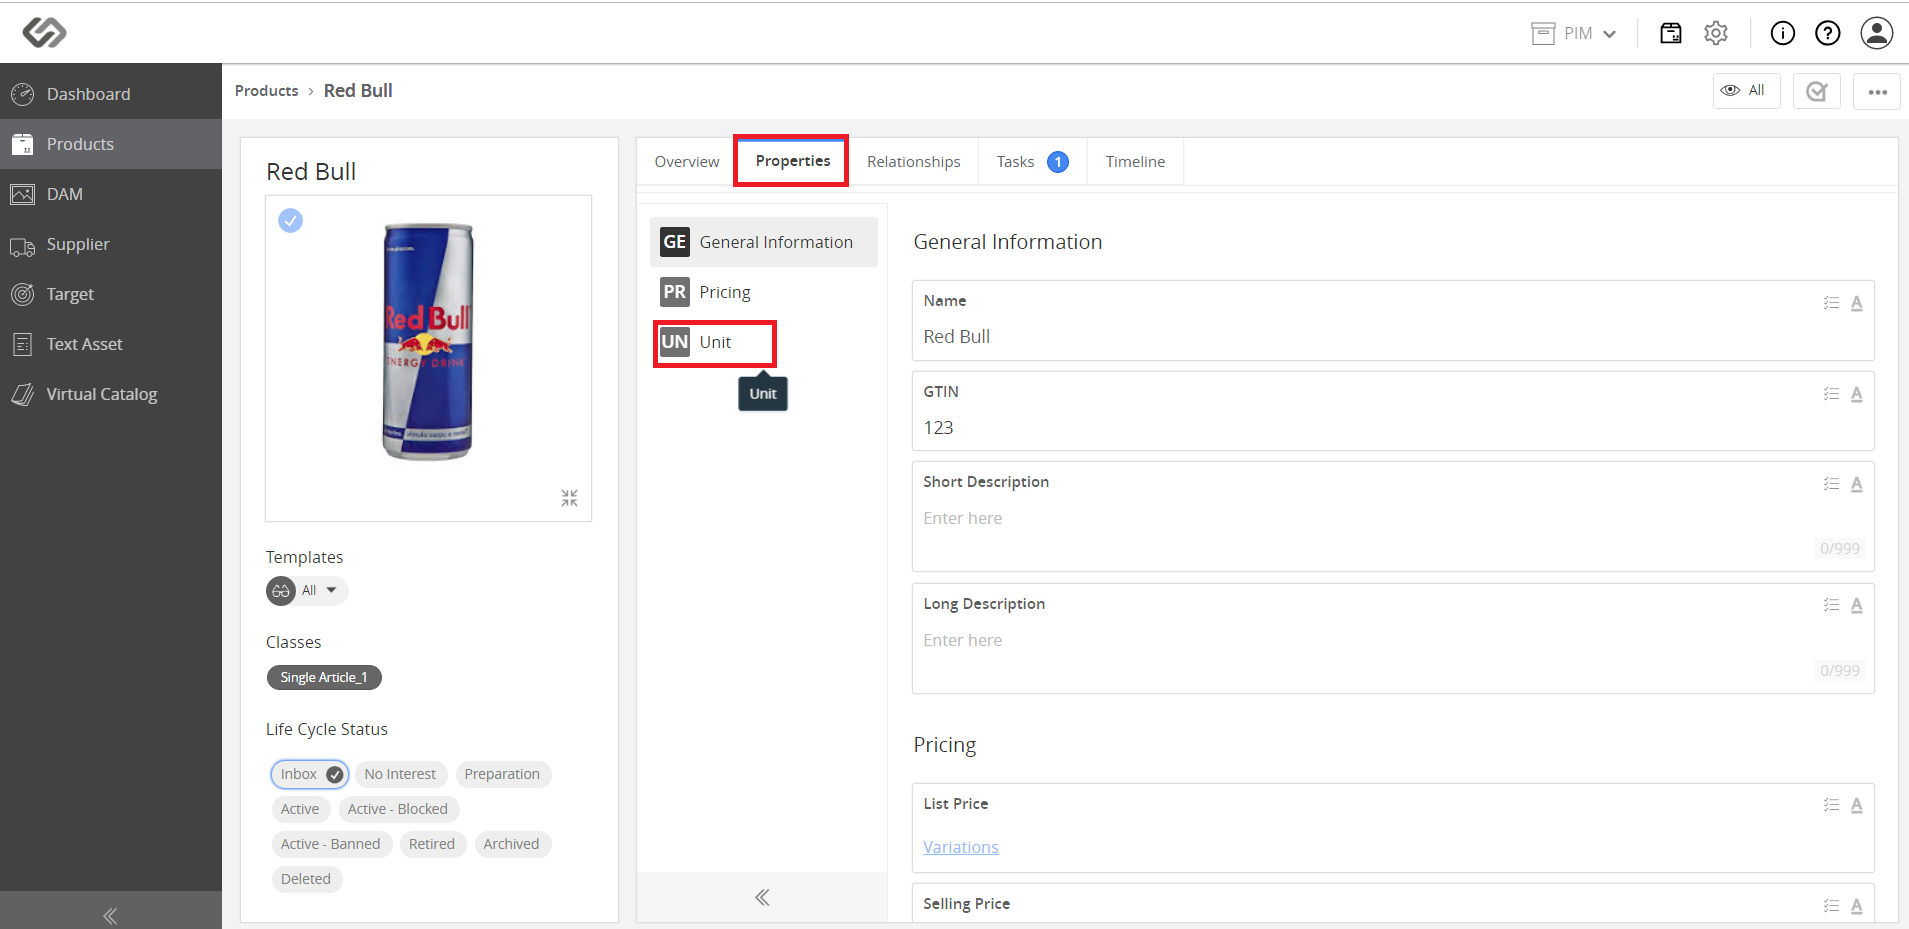 PIM
Dashboard
Products
DAM
Supplier
Target
Text Asset
Virtual Catalog
Products › Red Bull
All
Red Bull
Red Bull
ENERGY DRINK
Templates
All
Classes
Single Article_1
Life Cycle Status
Inbox
No Interest
Preparation
Active
Active - Blocked
Active - Banned
Retired
Archived
Deleted
Overview
Properties
Relationships
Tasks 1
Timeline
GE General Information
PR Pricing
UN Unit
Unit
General Information
Name
Red Bull
GTIN
123
Short Description
Enter here
0/999
Long Description
Enter here
0/999
Pricing
List Price
Variations
Selling Price